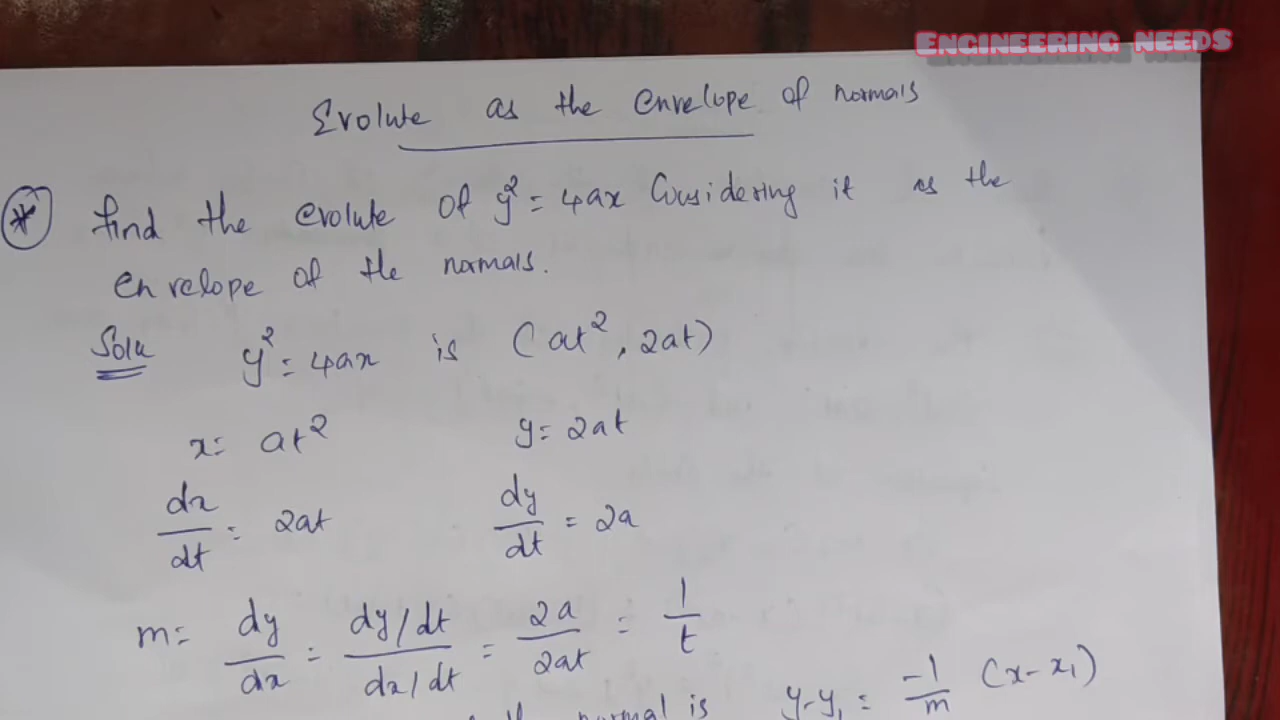 ENGINEERING NEEDS
Evolute as the envelope of normals
* find the evolute of y² = 4ax Considering it as the
envelope of the normals.
Solu y² = 4ax is (at², 2at)
x = at² y = 2at
dx/dt = 2at dy/dt = 2a
m = dy/dx = (dy/dt)/(dx/dt) = 2a/2at = 1/t
normal is y-y₁ = -1/m (x-x₁)